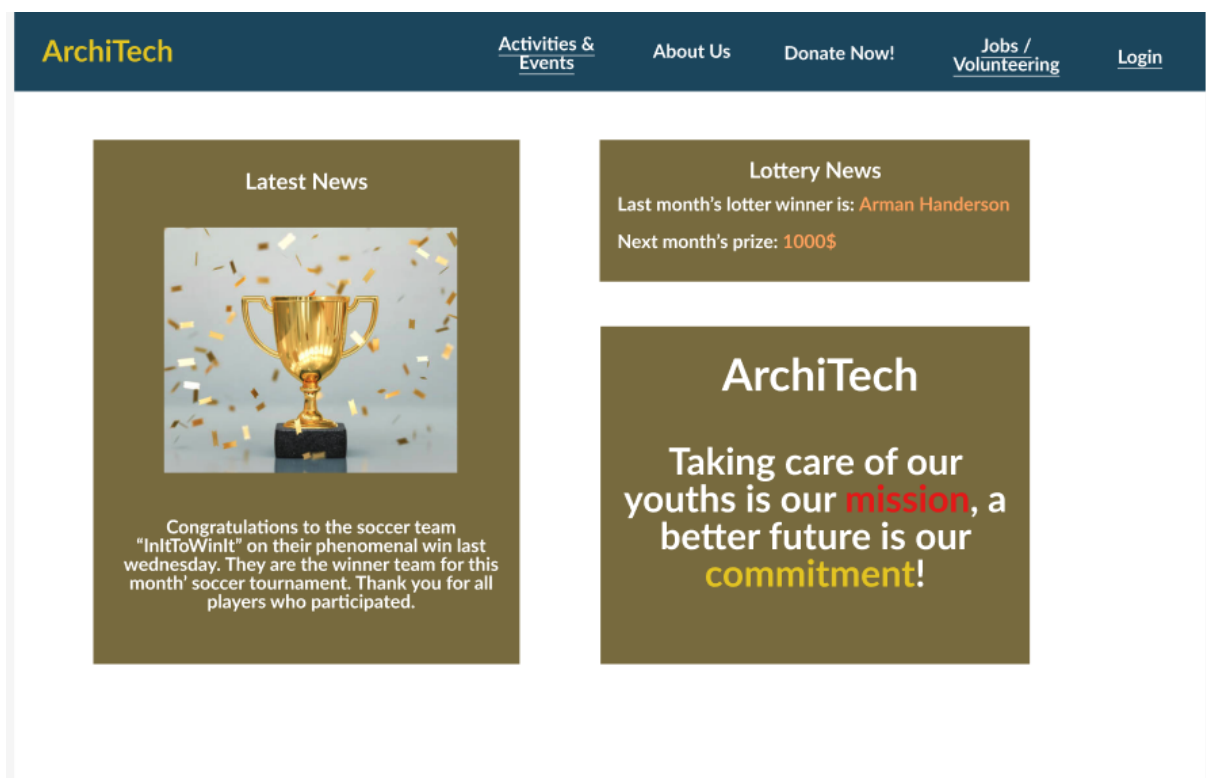 ArchiTech
Activities &
Events
About Us
Donate Now!
Jobs /
Volunteering
Login
Latest News
Congratulations to the soccer team
“InItToWinIt” on their phenomenal win last
wednesday. They are the winner team for this
month’ soccer tournament. Thank you for all
players who participated.
Lottery News
Last month’s lotter winner is: Arman Handerson
Next month’s prize: 1000$
ArchiTech
Taking care of our
youths is our mission, a
better future is our
commitment!